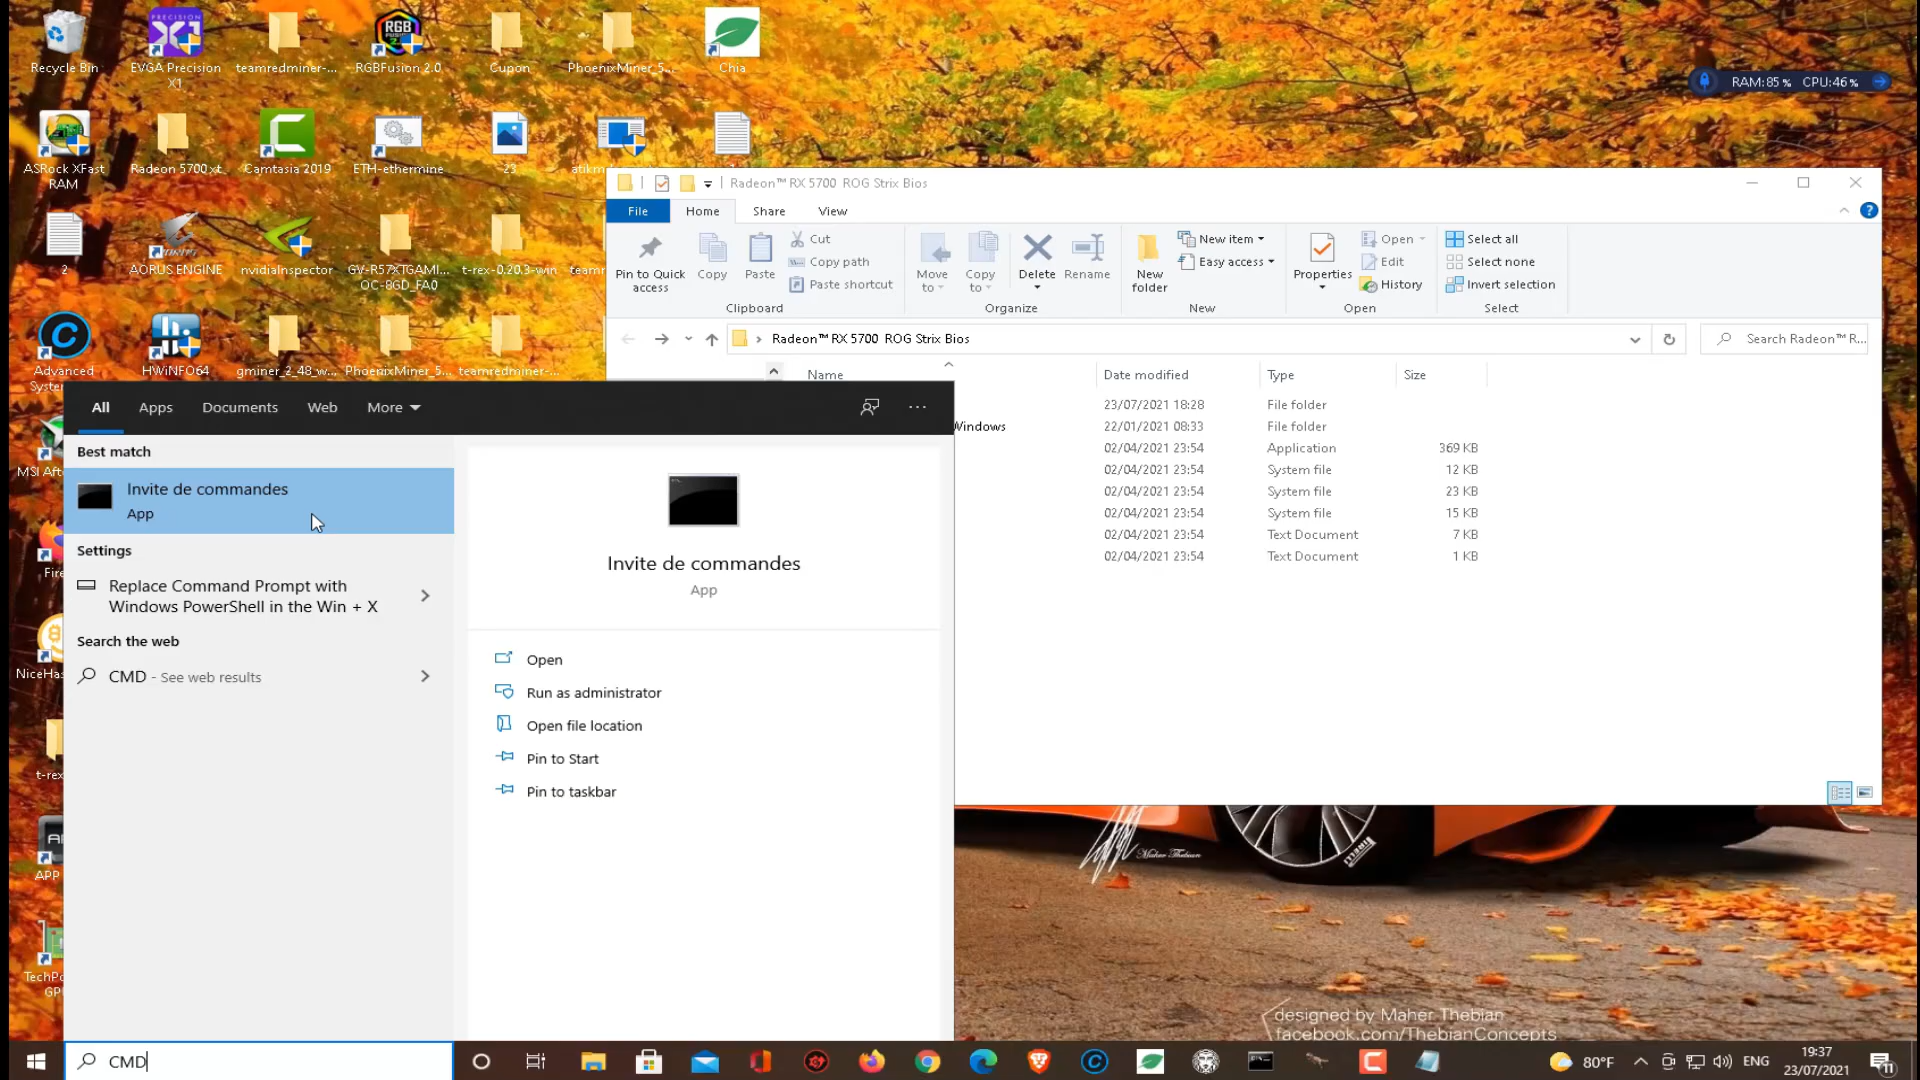 Recycle Bin
EVGA Precision
X1
teamredminer-...
RGBFusion 2.0
Cupon
PhoenixMiner_5...
Chia
RAM:85% CPU:46%
ASRock XFast
RAM
Radeon 5700 xt
Camtasia 2019
ETH-ethermine
23
2
AORUS ENGINE
nvidiaInspector
GV-R57XTGAMI...
OC-8GD_FA0
t-rex-0.20.3-win
teamr
Advanced
Syste
HWiNFO64
gminer_2_48_w...
PhoenixMiner_5...
teamredminer-...
Radeon™ RX 5700 ROG Strix Bios
File
Home
Share
View
Pin to Quick
access
Copy
Paste
Cut
Copy path
Paste shortcut
Clipboard
Move
to
Copy
to
Delete
Rename
Organize
New
folder
New item
Easy access
New
Properties
Open
Edit
History
Open
Select all
Select none
Invert selection
Select
Radeon™ RX 5700 ROG Strix Bios
Search Radeon™ R...
Name
Date modified
Type
Size
23/07/2021 18:28
File folder
Windows
22/01/2021 08:33
File folder
02/04/2021 23:54
Application
369 KB
02/04/2021 23:54
System file
12 KB
02/04/2021 23:54
System file
23 KB
02/04/2021 23:54
System file
15 KB
02/04/2021 23:54
Text Document
7 KB
02/04/2021 23:54
Text Document
1 KB
All
Apps
Documents
Web
More
Best match
Invite de commandes
App
Settings
Replace Command Prompt with
Windows PowerShell in the Win + X
Search the web
CMD - See web results
Invite de commandes
App
Open
Run as administrator
Open file location
Pin to Start
Pin to taskbar
MSI Aft
Fire
NiceHas
t-rex
APP
TechPo
GP
Maher Thebian
PIRELLI
designed by Maher Thebian
facebook.com/ThebianConcepts
CMD
80°F
ENG
19:37
23/07/2021
11